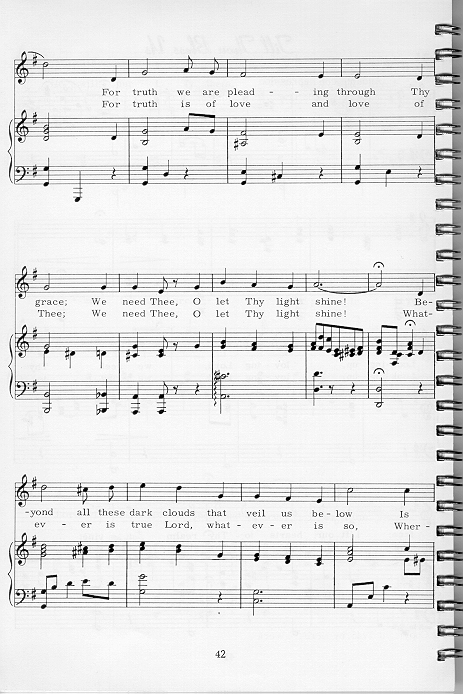 For truth we are plead - - ing through Thy
For truth is of love and love of
grace; We need Thee, O let Thy light shine! Be-
Thee; We need Thee, O let Thy light shine! What-
-yond all these dark clouds that veil us be - low Is
ev - er is true Lord, what - ev - er is so, Wher -
42